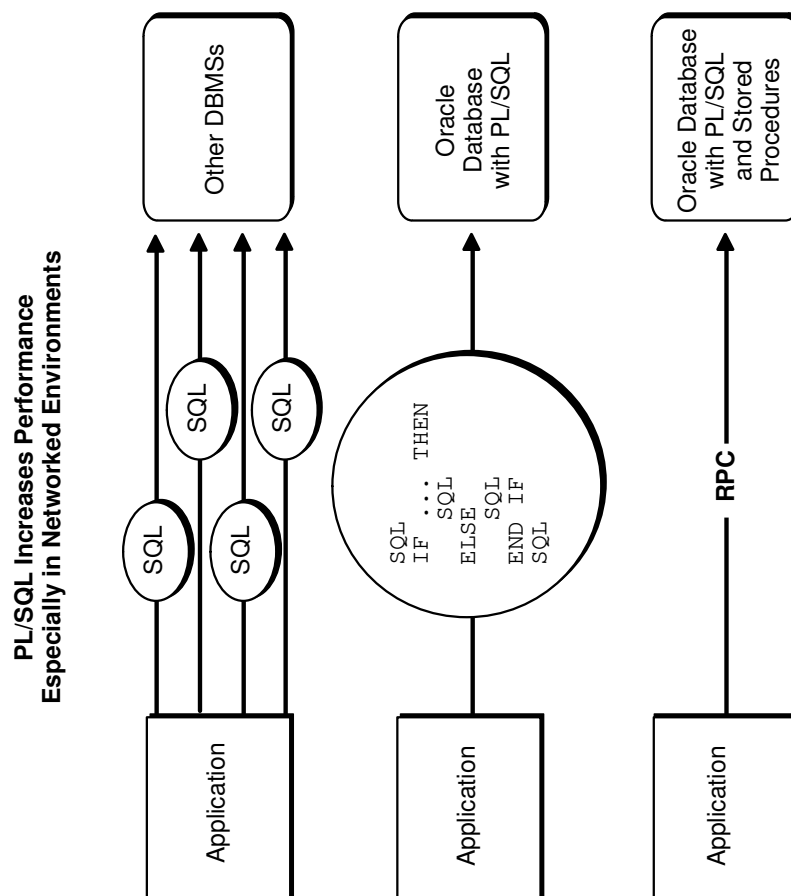 PL/SQL Increases Performance
Especially in Networked Environments
Application
SQL
SQL
SQL
SQL
Other DBMSs
Application
SQL
IF ... THEN
SQL
ELSE
SQL
END IF
SQL
Oracle
Database
with PL/SQL
Application
RPC
Oracle Database
with PL/SQL
and Stored
Procedures